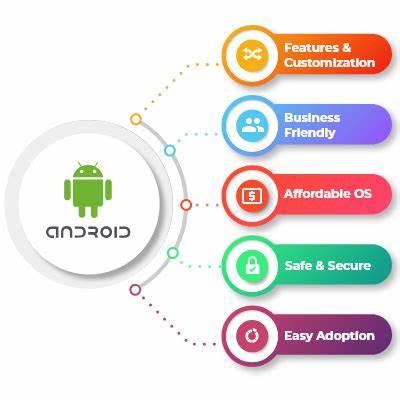 Features &
Customization
Business
Friendly
ANDROID
Affordable OS
Safe & Secure
Easy Adoption